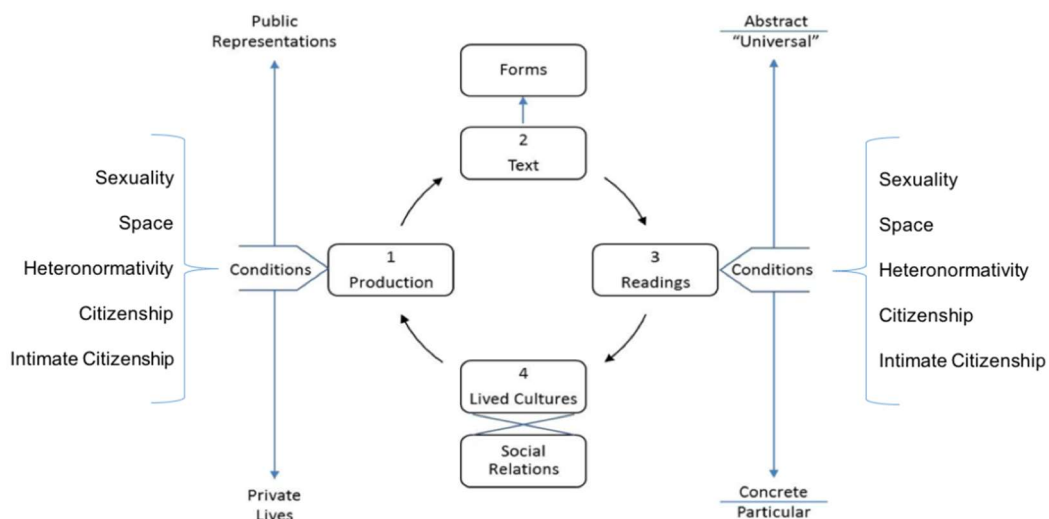 Public
Representations
Abstract
“Universal”
Forms
2
Text
Sexuality
Space
Heteronormativity
Citizenship
Intimate Citizenship
Conditions
1
Production
3
Readings
Conditions
Sexuality
Space
Heteronormativity
Citizenship
Intimate Citizenship
4
Lived Cultures
Social
Relations
Private
Lives
Concrete
Particular